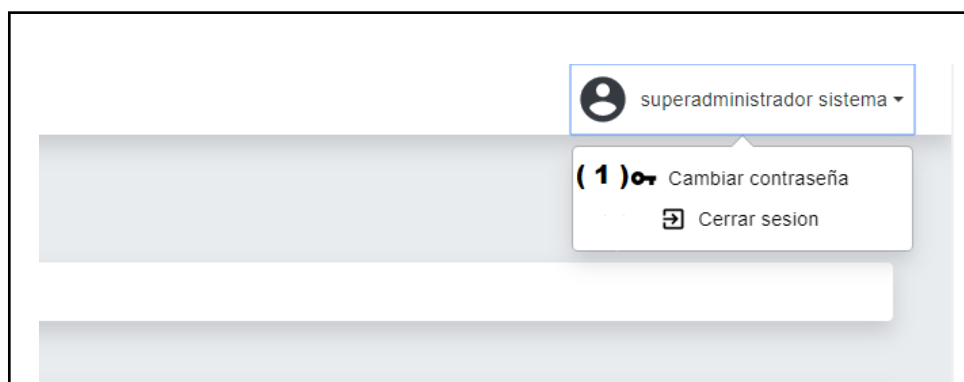 superadministrador sistema
( 1 ) Cambiar contraseña
Cerrar sesion